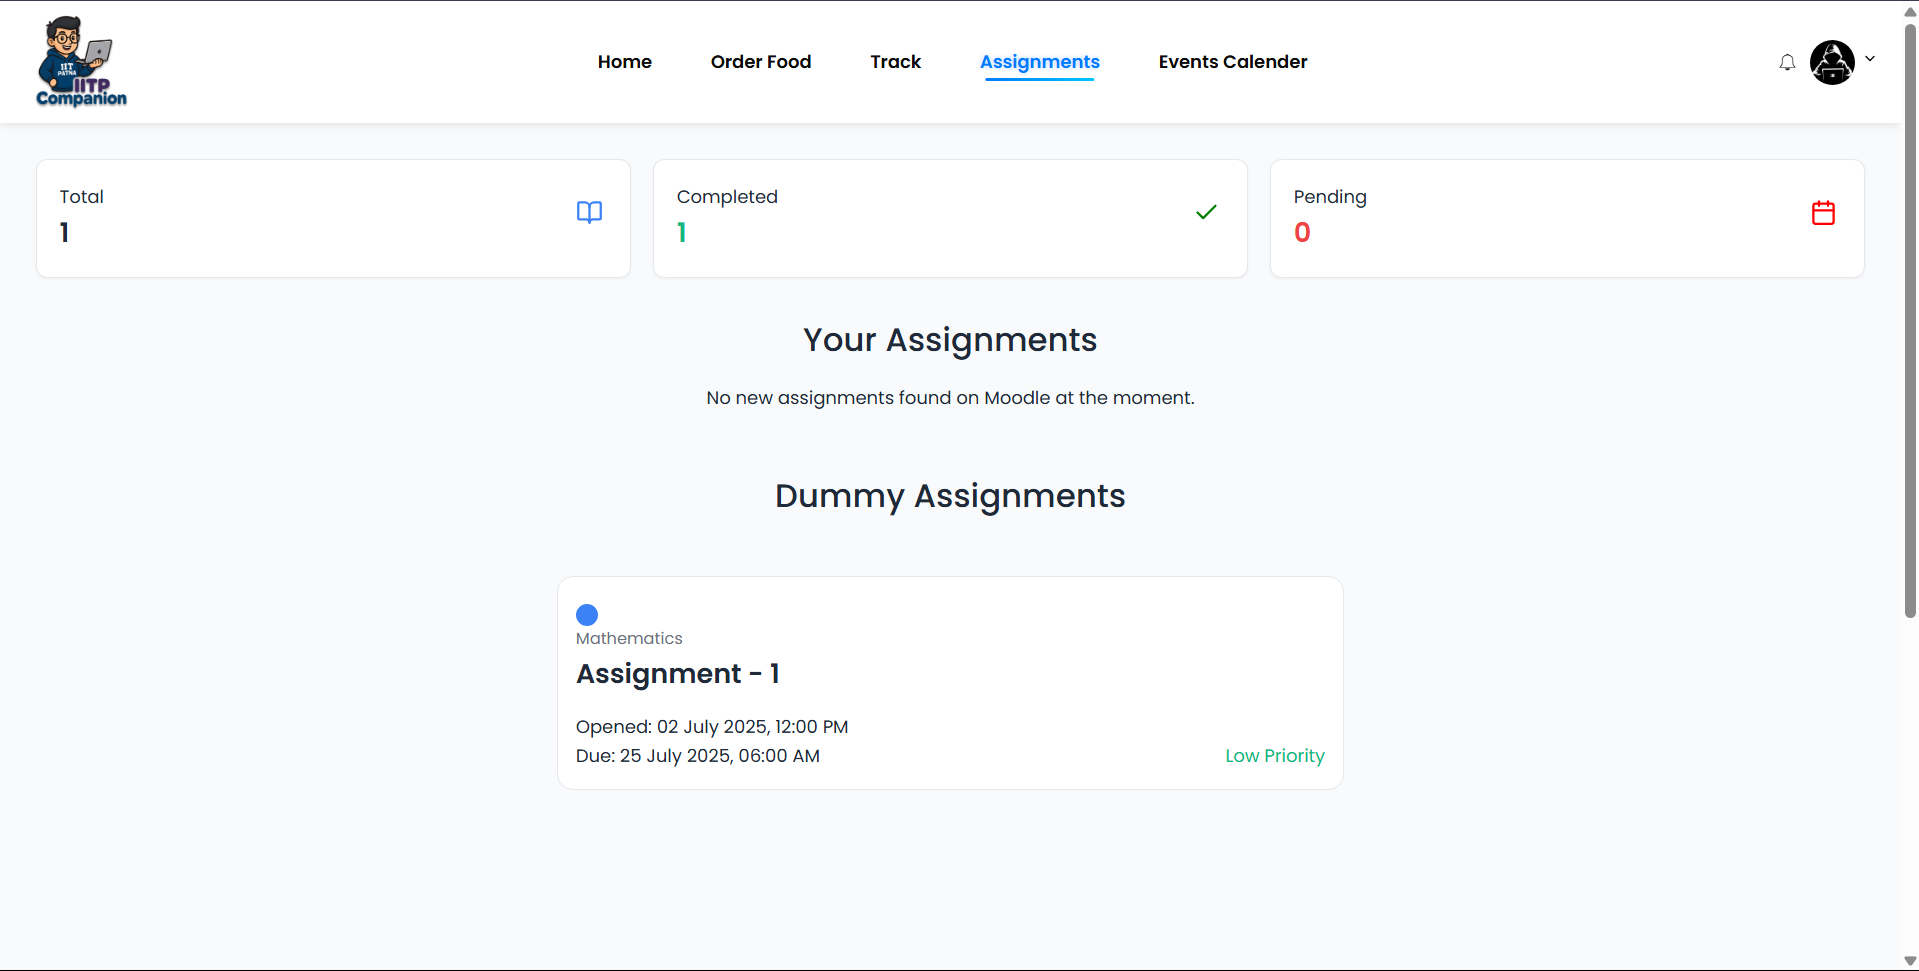 IIT
PATNA
IITP
Companion
Home
Order Food
Track
Assignments
Events Calender
Total
1
Completed
1
Pending
0
Your Assignments
No new assignments found on Moodle at the moment.
Dummy Assignments
Mathematics
Assignment - 1
Opened: 02 July 2025, 12:00 PM
Due: 25 July 2025, 06:00 AM
Low Priority